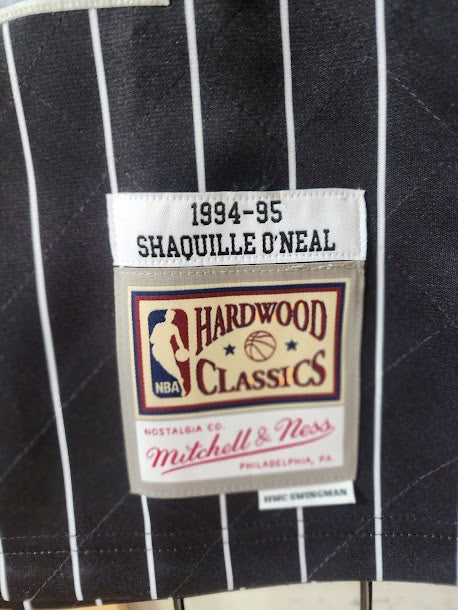 1994-95
SHAQUILLE O'NEAL
HARDWOOD
CLASSICS
NBA
NOSTALGIA CO.
Mitchell & Ness
PHILADELPHIA, PA.
HWC SWINGMAN